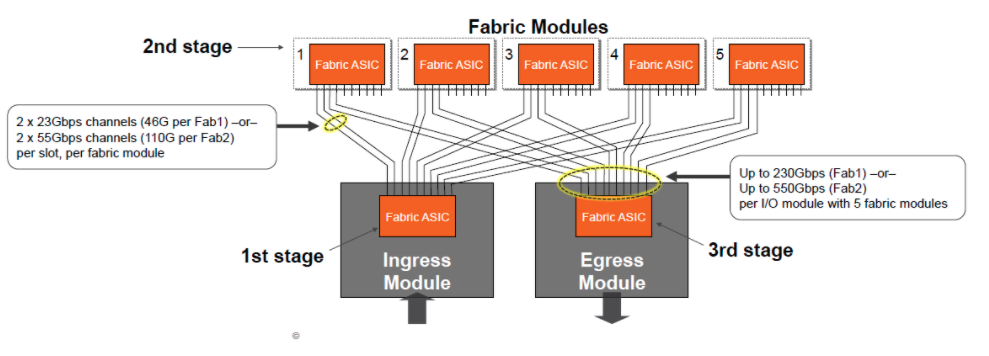 Fabric Modules
2nd stage
1
Fabric ASIC
2
Fabric ASIC
3
Fabric ASIC
4
Fabric ASIC
5
Fabric ASIC
2 x 23Gbps channels (46G per Fab1) –or–
2 x 55Gbps channels (110G per Fab2)
per slot, per fabric module
Up to 230Gbps (Fab1) –or–
Up to 550Gbps (Fab2)
per I/O module with 5 fabric modules
Fabric ASIC
Fabric ASIC
1st stage
3rd stage
Ingress
Module
Egress
Module
©